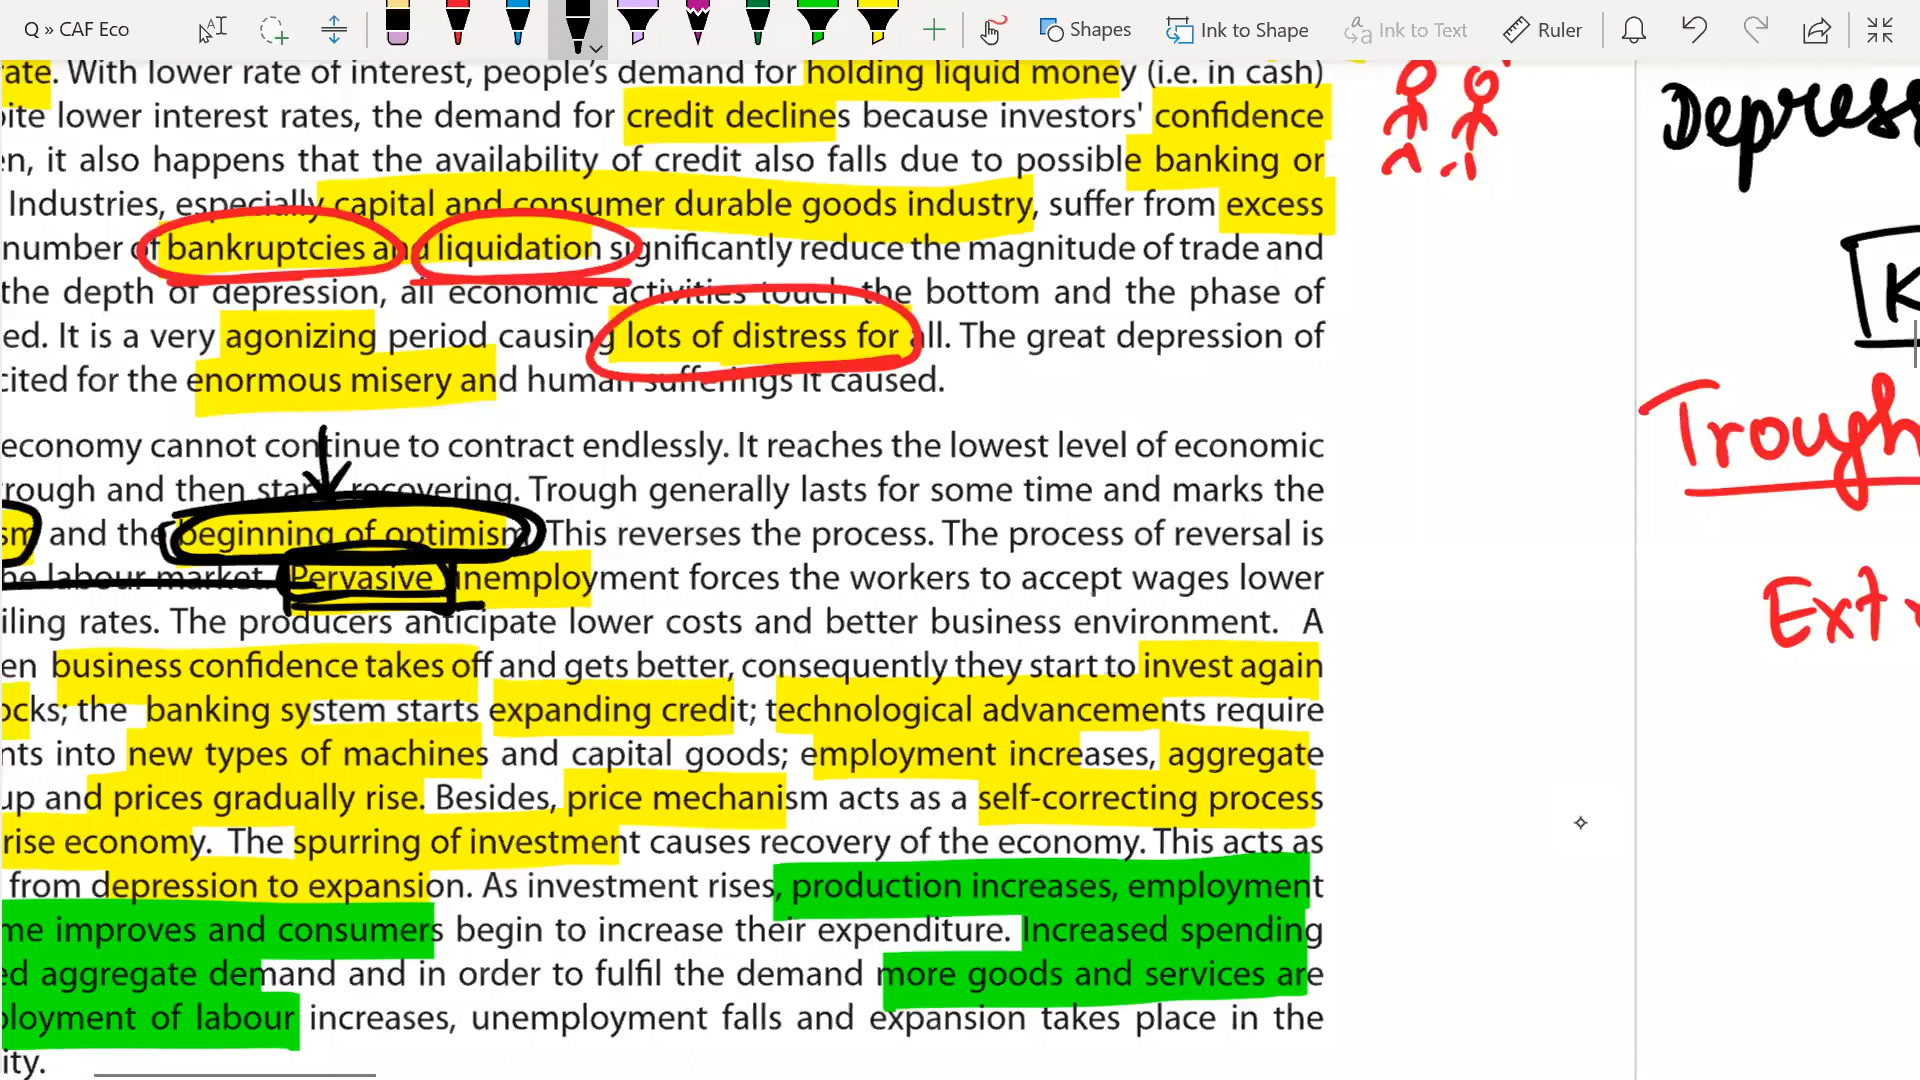 Q » CAF Eco
Shapes
Ink to Shape
Ink to Text
Ruler
ate. With lower rate of interest, people's demand for holding liquid money (i.e. in cash)
ite lower interest rates, the demand for credit declines because investors' confidence
n, it also happens that the availability of credit also falls due to possible banking or
Industries, especially capital and consumer durable goods industry, suffer from excess
number of bankruptcies and liquidation significantly reduce the magnitude of trade and
the depth of depression, all economic activities touch the bottom and the phase of
ed. It is a very agonizing period causing lots of distress for all. The great depression of
cited for the enormous misery and human sufferings it caused.
economy cannot continue to contract endlessly. It reaches the lowest level of economic
rough and then start recovering. Trough generally lasts for some time and marks the
sm and the beginning of optimism. This reverses the process. The process of reversal is
he labour market. Pervasive unemployment forces the workers to accept wages lower
iling rates. The producers anticipate lower costs and better business environment. A
en business confidence takes off and gets better, consequently they start to invest again
ocks; the banking system starts expanding credit; technological advancements require
nts into new types of machines and capital goods; employment increases, aggregate
up and prices gradually rise. Besides, price mechanism acts as a self-correcting process
rise economy. The spurring of investment causes recovery of the economy. This acts as
from depression to expansion. As investment rises, production increases, employment
me improves and consumers begin to increase their expenditure. Increased spending
ed aggregate demand and in order to fulfil the demand more goods and services are
ployment of labour increases, unemployment falls and expansion takes place in the
ity.
Depress
K
Trough
Ext